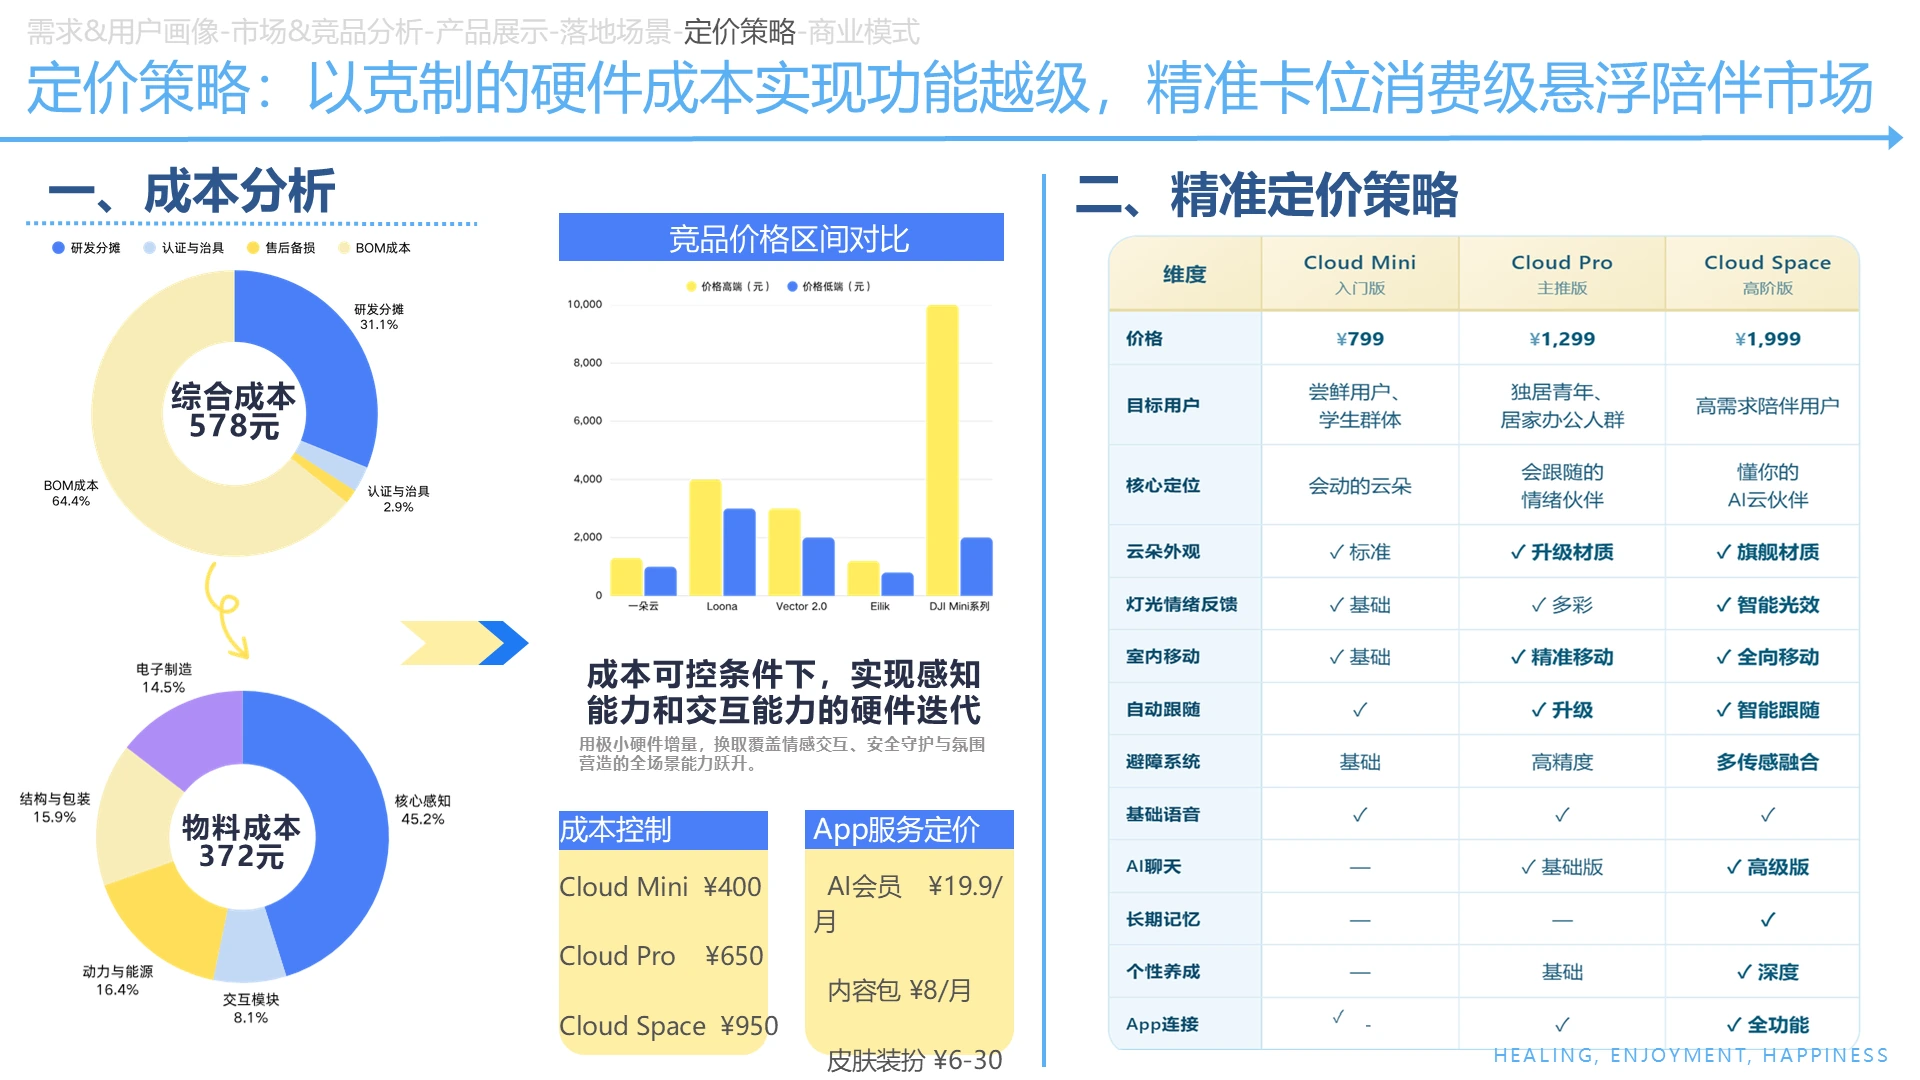 需求&用户画像-市场&竞品分析-产品展示-落地场景-定价策略-商业模式
定价策略：以克制的硬件成本实现功能越级，精准卡位消费级悬浮陪伴市场
一、成本分析
研发分摊 认证与治具 售后备损 BOM成本
研发分摊
31.1%
综合成本
578元
BOM成本
64.4%
认证与治具
2.9%
电子制造
14.5%
结构与包装
15.9%
物料成本
372元
核心感知
45.2%
动力与能源
16.4%
交互模块
8.1%
竞品价格区间对比
价格高端（元） 价格低端（元）
10,000
8,000
6,000
4,000
2,000
0
一朵云 Loona Vector 2.0 Eilik DJI Mini系列
成本可控条件下，实现感知
能力和交互能力的硬件迭代
用极小硬件增量，换取覆盖情感交互、安全守护与氛围
营造的全场景能力跃升。
成本控制
Cloud Mini ¥400
Cloud Pro ¥650
Cloud Space ¥950
App服务定价
AI会员 ¥19.9/
月
内容包 ¥8/月
皮肤装扮 ¥6-30
二、精准定价策略
维度 Cloud Mini Cloud Pro Cloud Space
入门版 主推版 高阶版
价格 ¥799 ¥1,299 ¥1,999
目标用户 尝鲜用户、 独居青年、 高需求陪伴用户
学生群体 居家办公人群
核心定位 会动的云朵 会跟随的 懂你的
情绪伙伴 AI云伙伴
云朵外观 ✓ 标准 ✓ 升级材质 ✓ 旗舰材质
灯光情绪反馈 ✓ 基础 ✓ 多彩 ✓ 智能光效
室内移动 ✓ 基础 ✓ 精准移动 ✓ 全向移动
自动跟随 ✓ ✓ 升级 ✓ 智能跟随
避障系统 基础 高精度 多传感融合
基础语音 ✓ ✓ ✓
AI聊天 — ✓ 基础版 ✓ 高级版
长期记忆 — — ✓
个性养成 — 基础 ✓ 深度
App连接 ✓ - ✓ ✓ 全功能
HEALING, ENJOYMENT, HAPPINESS